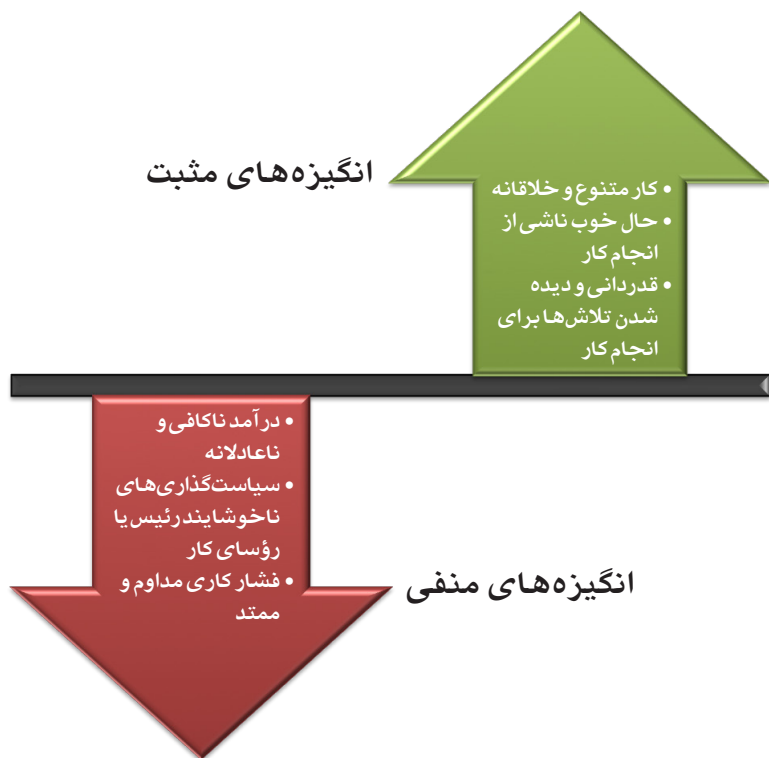 انگیزه‌های مثبت
• کار متنوع و خلاقانه
• حال خوب ناشی از
انجام کار
• قدردانی و دیده
شدن تلاش‌ها برای
انجام کار
• درآمد ناکافی و
ناعادلانه
• سیاست‌گذاری‌های
ناخوشایند رئیس یا
رؤسای کار
• فشار کاری مداوم و
ممتد
انگیزه‌های منفی